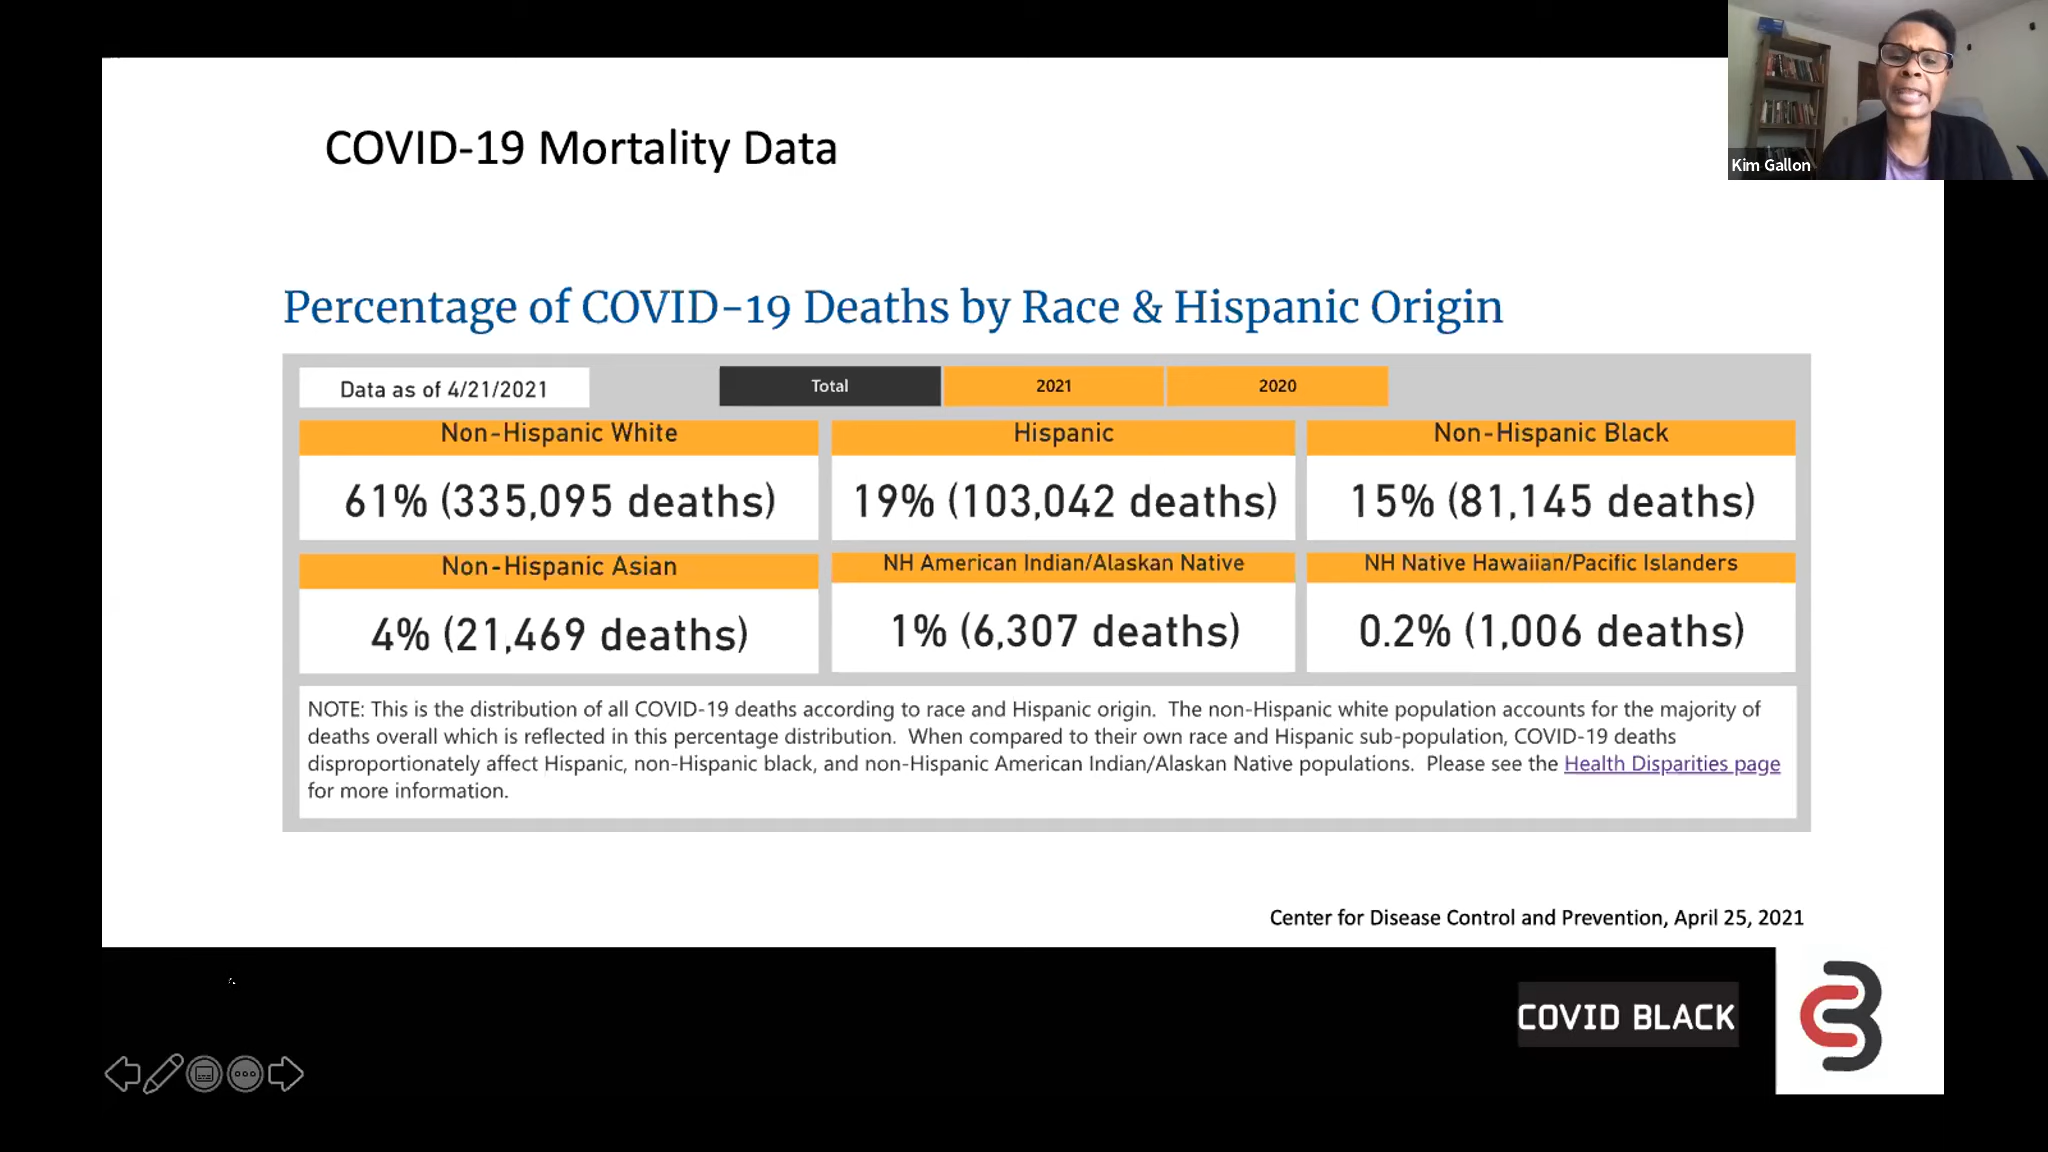 COVID-19 Mortality Data
Kim Gallon
Percentage of COVID-19 Deaths by Race & Hispanic Origin
Data as of 4/21/2021
Total
2021
2020
Non-Hispanic White
61% (335,095 deaths)
Hispanic
19% (103,042 deaths)
Non-Hispanic Black
15% (81,145 deaths)
Non-Hispanic Asian
4% (21,469 deaths)
NH American Indian/Alaskan Native
1% (6,307 deaths)
NH Native Hawaiian/Pacific Islanders
0.2% (1,006 deaths)
NOTE: This is the distribution of all COVID-19 deaths according to race and Hispanic origin. The non-Hispanic white population accounts for the majority of
deaths overall which is reflected in this percentage distribution. When compared to their own race and Hispanic sub-population, COVID-19 deaths
disproportionately affect Hispanic, non-Hispanic black, and non-Hispanic American Indian/Alaskan Native populations. Please see the Health Disparities page
for more information.
Center for Disease Control and Prevention, April 25, 2021
COVID BLACK